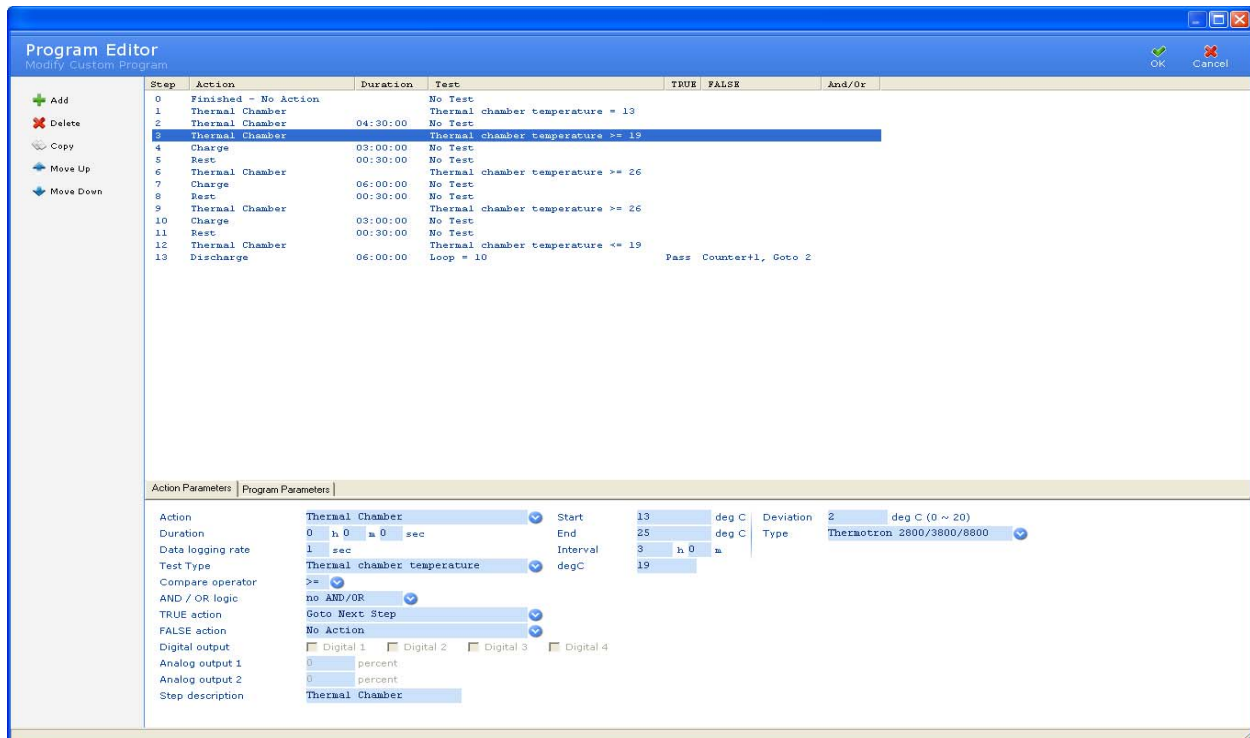 Program Editor
Modify Custom Program
OK Cancel
Add
Delete
Copy
Move Up
Move Down
Step Action Duration Test TRUE FALSE And/Or
0 Finished - No Action No Test
1 Thermal Chamber Thermal chamber temperature = 13
2 Thermal Chamber 04:30:00 No Test
3 Thermal Chamber Thermal chamber temperature >= 19
4 Charge 03:00:00 No Test
5 Rest 00:30:00 No Test
6 Thermal Chamber Thermal chamber temperature >= 26
7 Charge 06:00:00 No Test
8 Rest 00:30:00 No Test
9 Thermal Chamber Thermal chamber temperature >= 26
10 Charge 03:00:00 No Test
11 Rest 00:30:00 No Test
12 Thermal Chamber Thermal chamber temperature <= 19
13 Discharge 06:00:00 Loop = 10 Pass Counter+1, Goto 2
Action Parameters Program Parameters
Action Thermal Chamber Start 13 deg C Deviation 2 deg C (0 ~ 20)
Duration 0 h 0 m 0 sec End 25 deg C Type Thermotron 2800/3800/8800
Data logging rate 1 sec Interval 3 h 0 m
Test Type Thermal chamber temperature degC 19
Compare operator >=
AND / OR logic no AND/OR
TRUE action Goto Next Step
FALSE action No Action
Digital output Digital 1 Digital 2 Digital 3 Digital 4
Analog output 1 0 percent
Analog output 2 0 percent
Step description Thermal Chamber